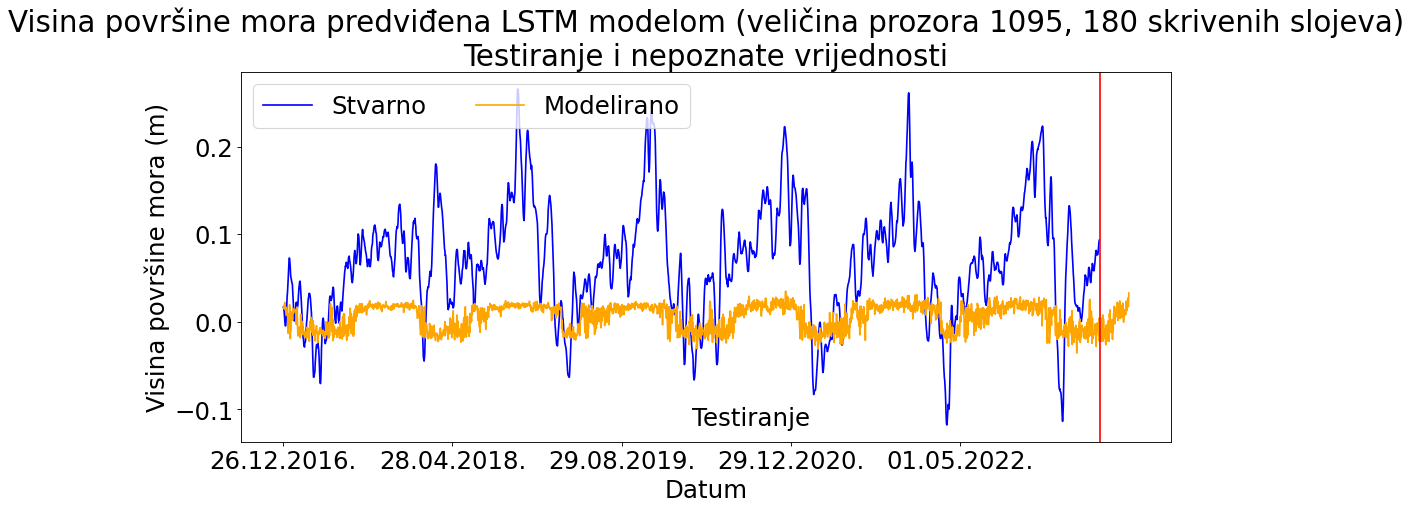 Visina površine mora predviđena LSTM modelom (veličina prozora 1095, 180 skrivenih slojeva)
Testiranje i nepoznate vrijednosti
Stvarno Modelirano
Visina površine mora (m)
0.2
0.1
0.0
−0.1
Testiranje
26.12.2016. 28.04.2018. 29.08.2019. 29.12.2020. 01.05.2022.
Datum